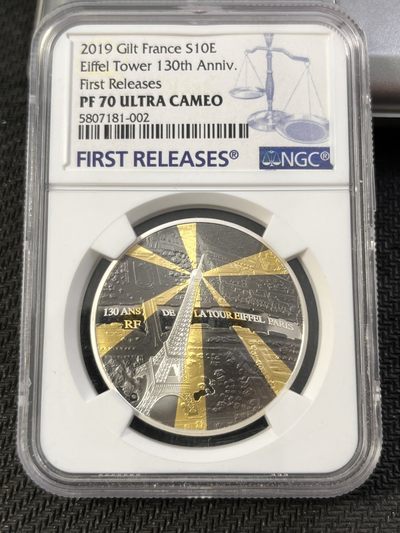 2019 Gilt France S10E
Eiffel Tower 130th Anniv.
First Releases
PF 70 ULTRA CAMEO
5807181-002
FIRST RELEASES®
NGC®
130 ANS DE LA TOUR EIFFEL PARIS
RF